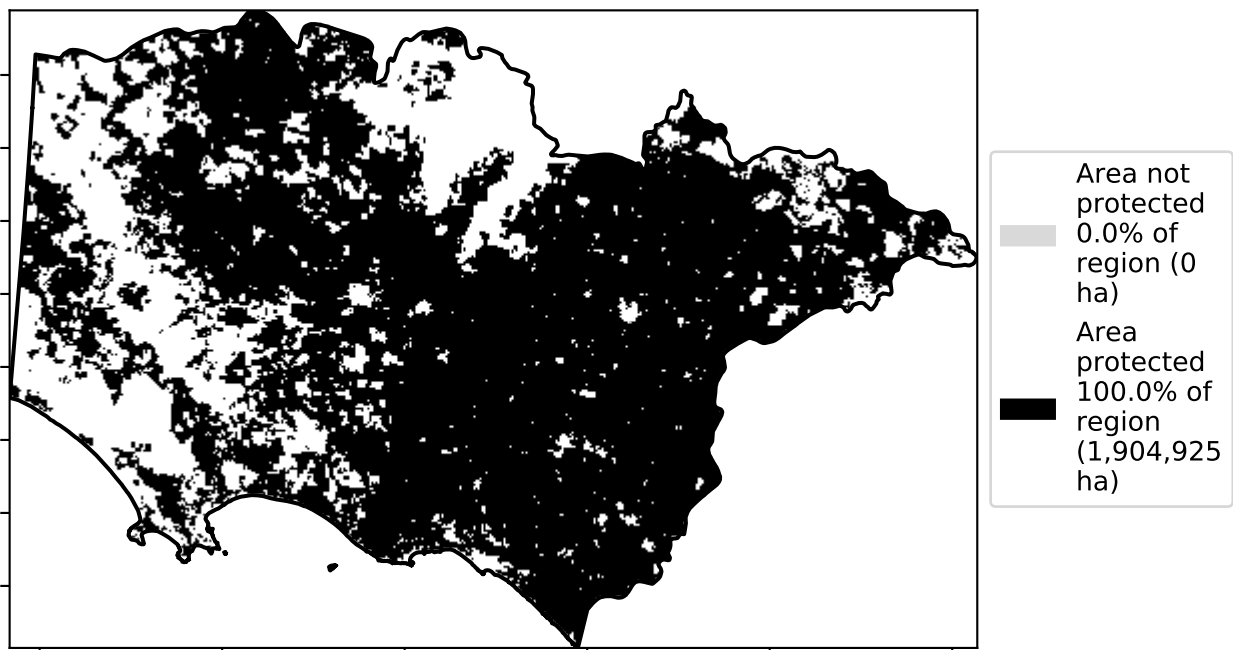 Area not
protected
0.0% of
region (0
ha)
Area
protected
100.0% of
region
(1,904,925
ha)